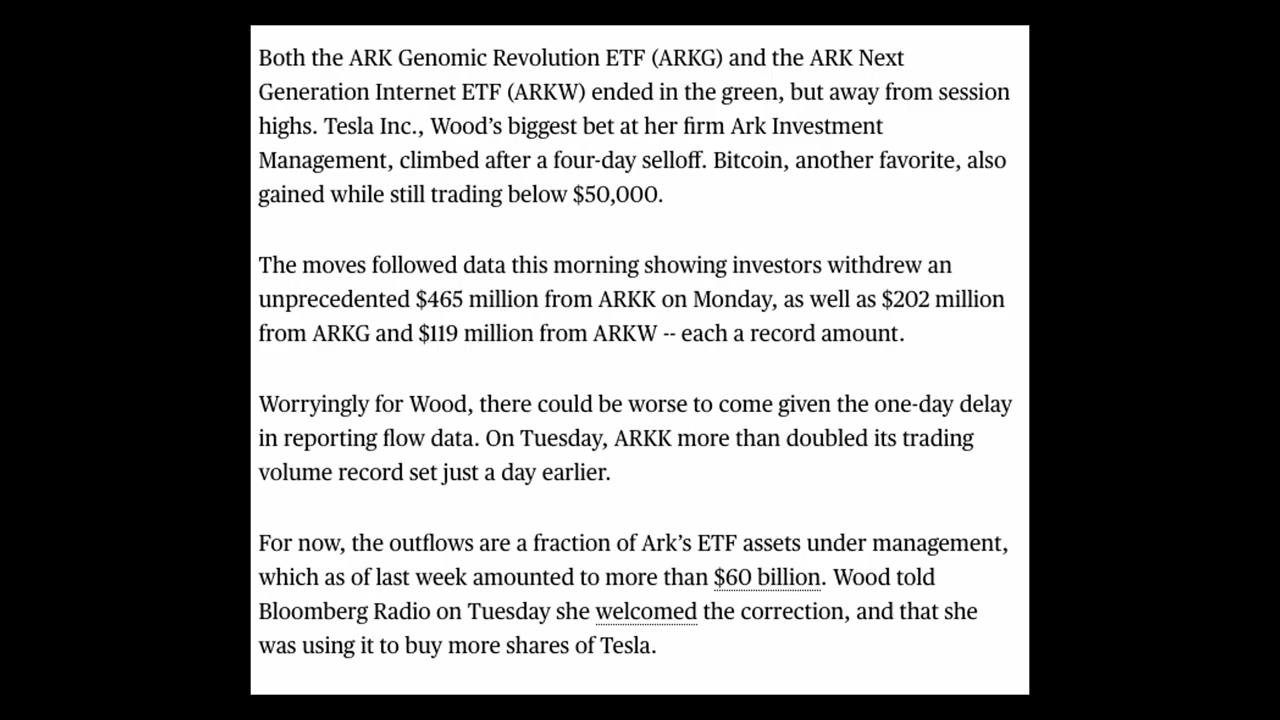 Both the ARK Genomic Revolution ETF (ARKG) and the ARK Next
Generation Internet ETF (ARKW) ended in the green, but away from session
highs. Tesla Inc., Wood’s biggest bet at her firm Ark Investment
Management, climbed after a four-day selloff. Bitcoin, another favorite, also
gained while still trading below $50,000.
The moves followed data this morning showing investors withdrew an
unprecedented $465 million from ARKK on Monday, as well as $202 million
from ARKG and $119 million from ARKW -- each a record amount.
Worryingly for Wood, there could be worse to come given the one-day delay
in reporting flow data. On Tuesday, ARKK more than doubled its trading
volume record set just a day earlier.
For now, the outflows are a fraction of Ark’s ETF assets under management,
which as of last week amounted to more than $60 billion. Wood told
Bloomberg Radio on Tuesday she welcomed the correction, and that she
was using it to buy more shares of Tesla.